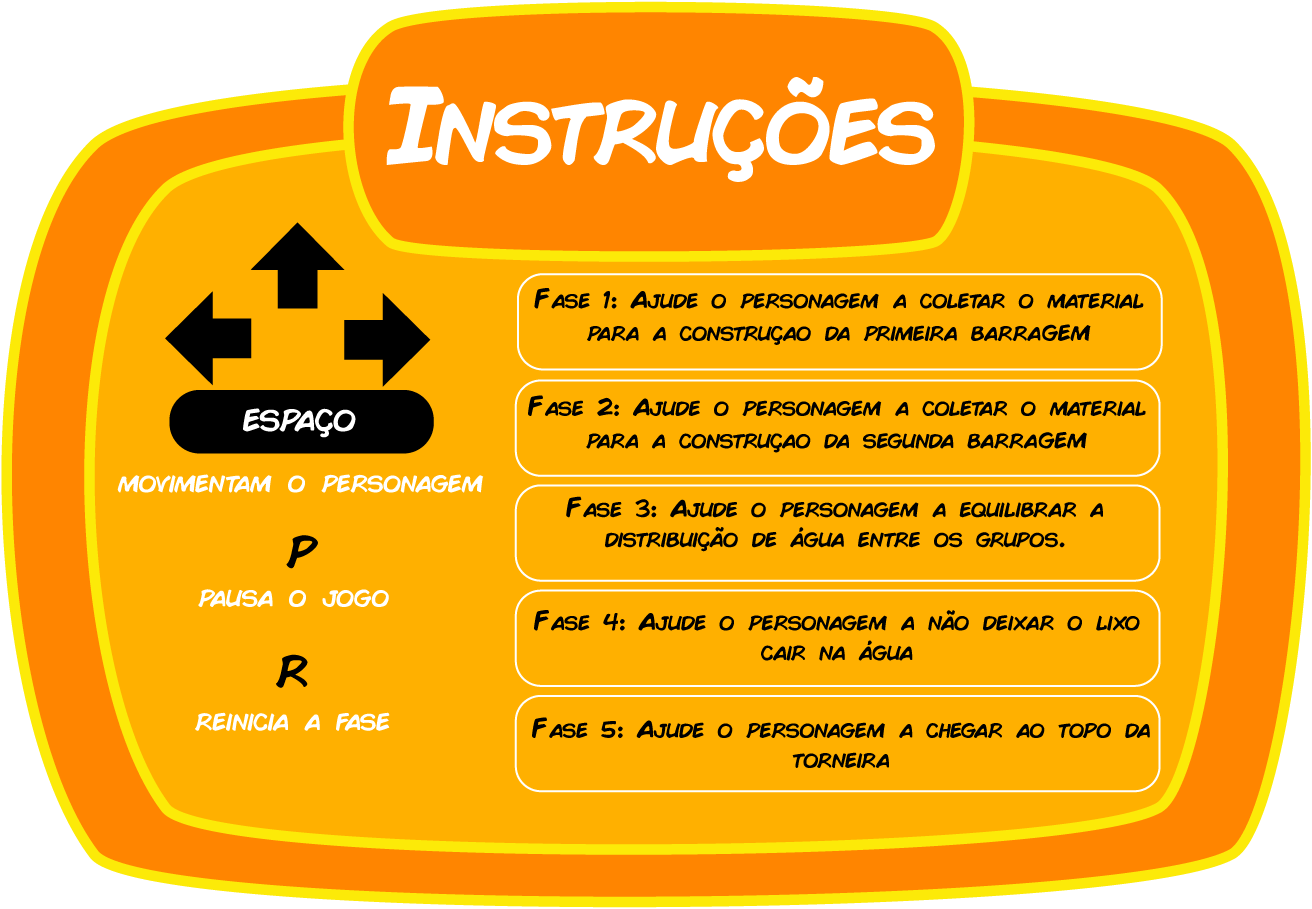 Instruções
ESPAÇO
MOVIMENTAM O PERSONAGEM
P
PAUSA O JOGO
R
REINICIA A FASE
Fase 1: Ajude o personagem a coletar o material
para a construçao da primeira barragem
Fase 2: Ajude o personagem a coletar o material
para a construçao da segunda barragem
Fase 3: Ajude o personagem a equilibrar a
distribuição de água entre os grupos.
Fase 4: Ajude o personagem a não deixar o lixo
cair na água
Fase 5: Ajude o personagem a chegar ao topo da
torneira